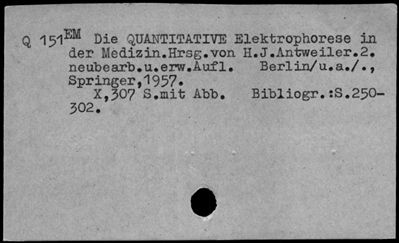 Q 151EM Die QUANTITATIVE Elektrophorese in
der Medizin.Hrsg.von H.J.Antweiler.2.
neubearb.u.erw.Aufl. Berlin/u.a./.,
Springer,1957.
X,307 S.mit Abb. Bibliogr.:S.250-
302.